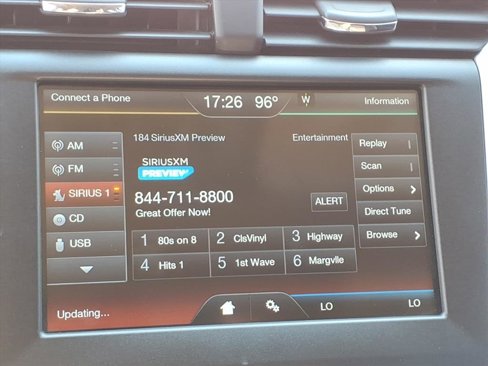 Connect a Phone 17:26 96° W Information
184 SiriusXM Preview Entertainment
AM
FM
SIRIUS 1
CD
USB
SIRIUSXM
PREVIEW
844-711-8800
Great Offer Now!
ALERT
1 80s on 8 2 ClsVinyl 3 Highway
4 Hits 1 5 1st Wave 6 Margvlle
Replay
Scan
Options
Direct Tune
Browse
Updating... LO LO